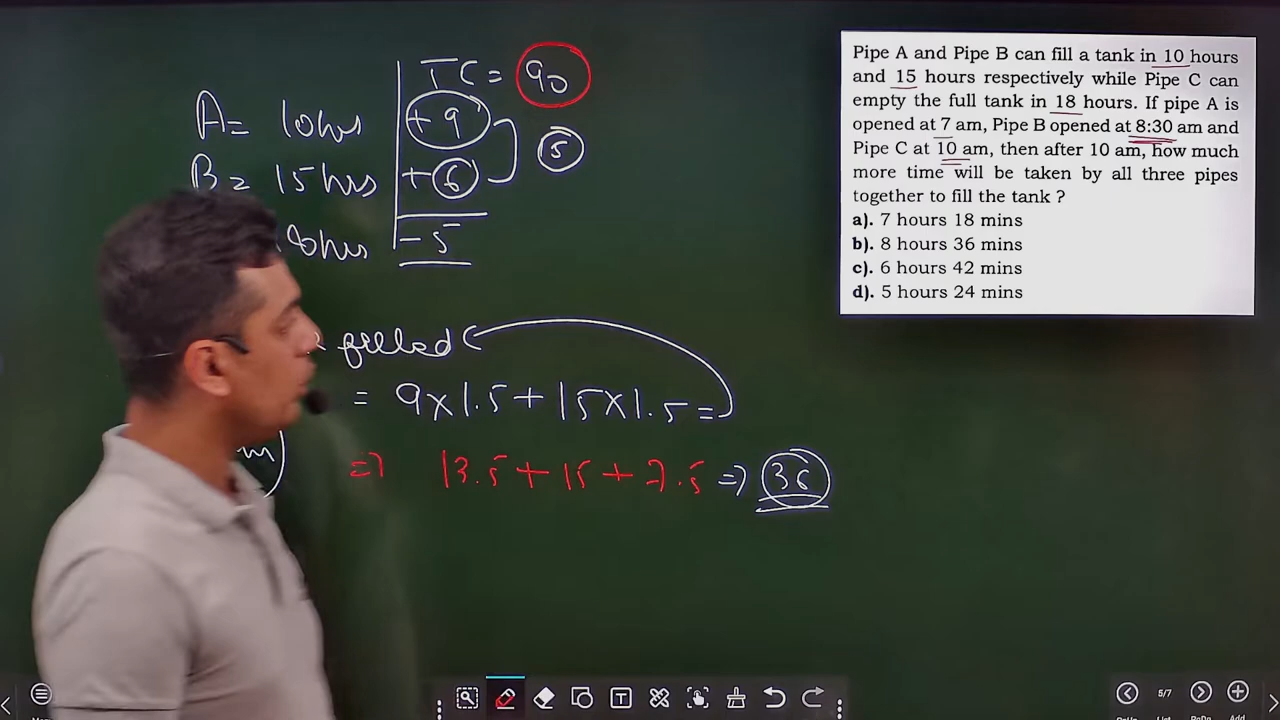 TC = 90
A = 10hrs +9
B = 15hrs +6 5
18hrs -5
filled
= 9x1.5 + 15x1.5 =
m)
=> 13.5 + 15 + 7.5 => 36
Pipe A and Pipe B can fill a tank in 10 hours
and 15 hours respectively while Pipe C can
empty the full tank in 18 hours. If pipe A is
opened at 7 am, Pipe B opened at 8:30 am and
Pipe C at 10 am, then after 10 am, how much
more time will be taken by all three pipes
together to fill the tank ?
a). 7 hours 18 mins
b). 8 hours 36 mins
c). 6 hours 42 mins
d). 5 hours 24 mins
5/7